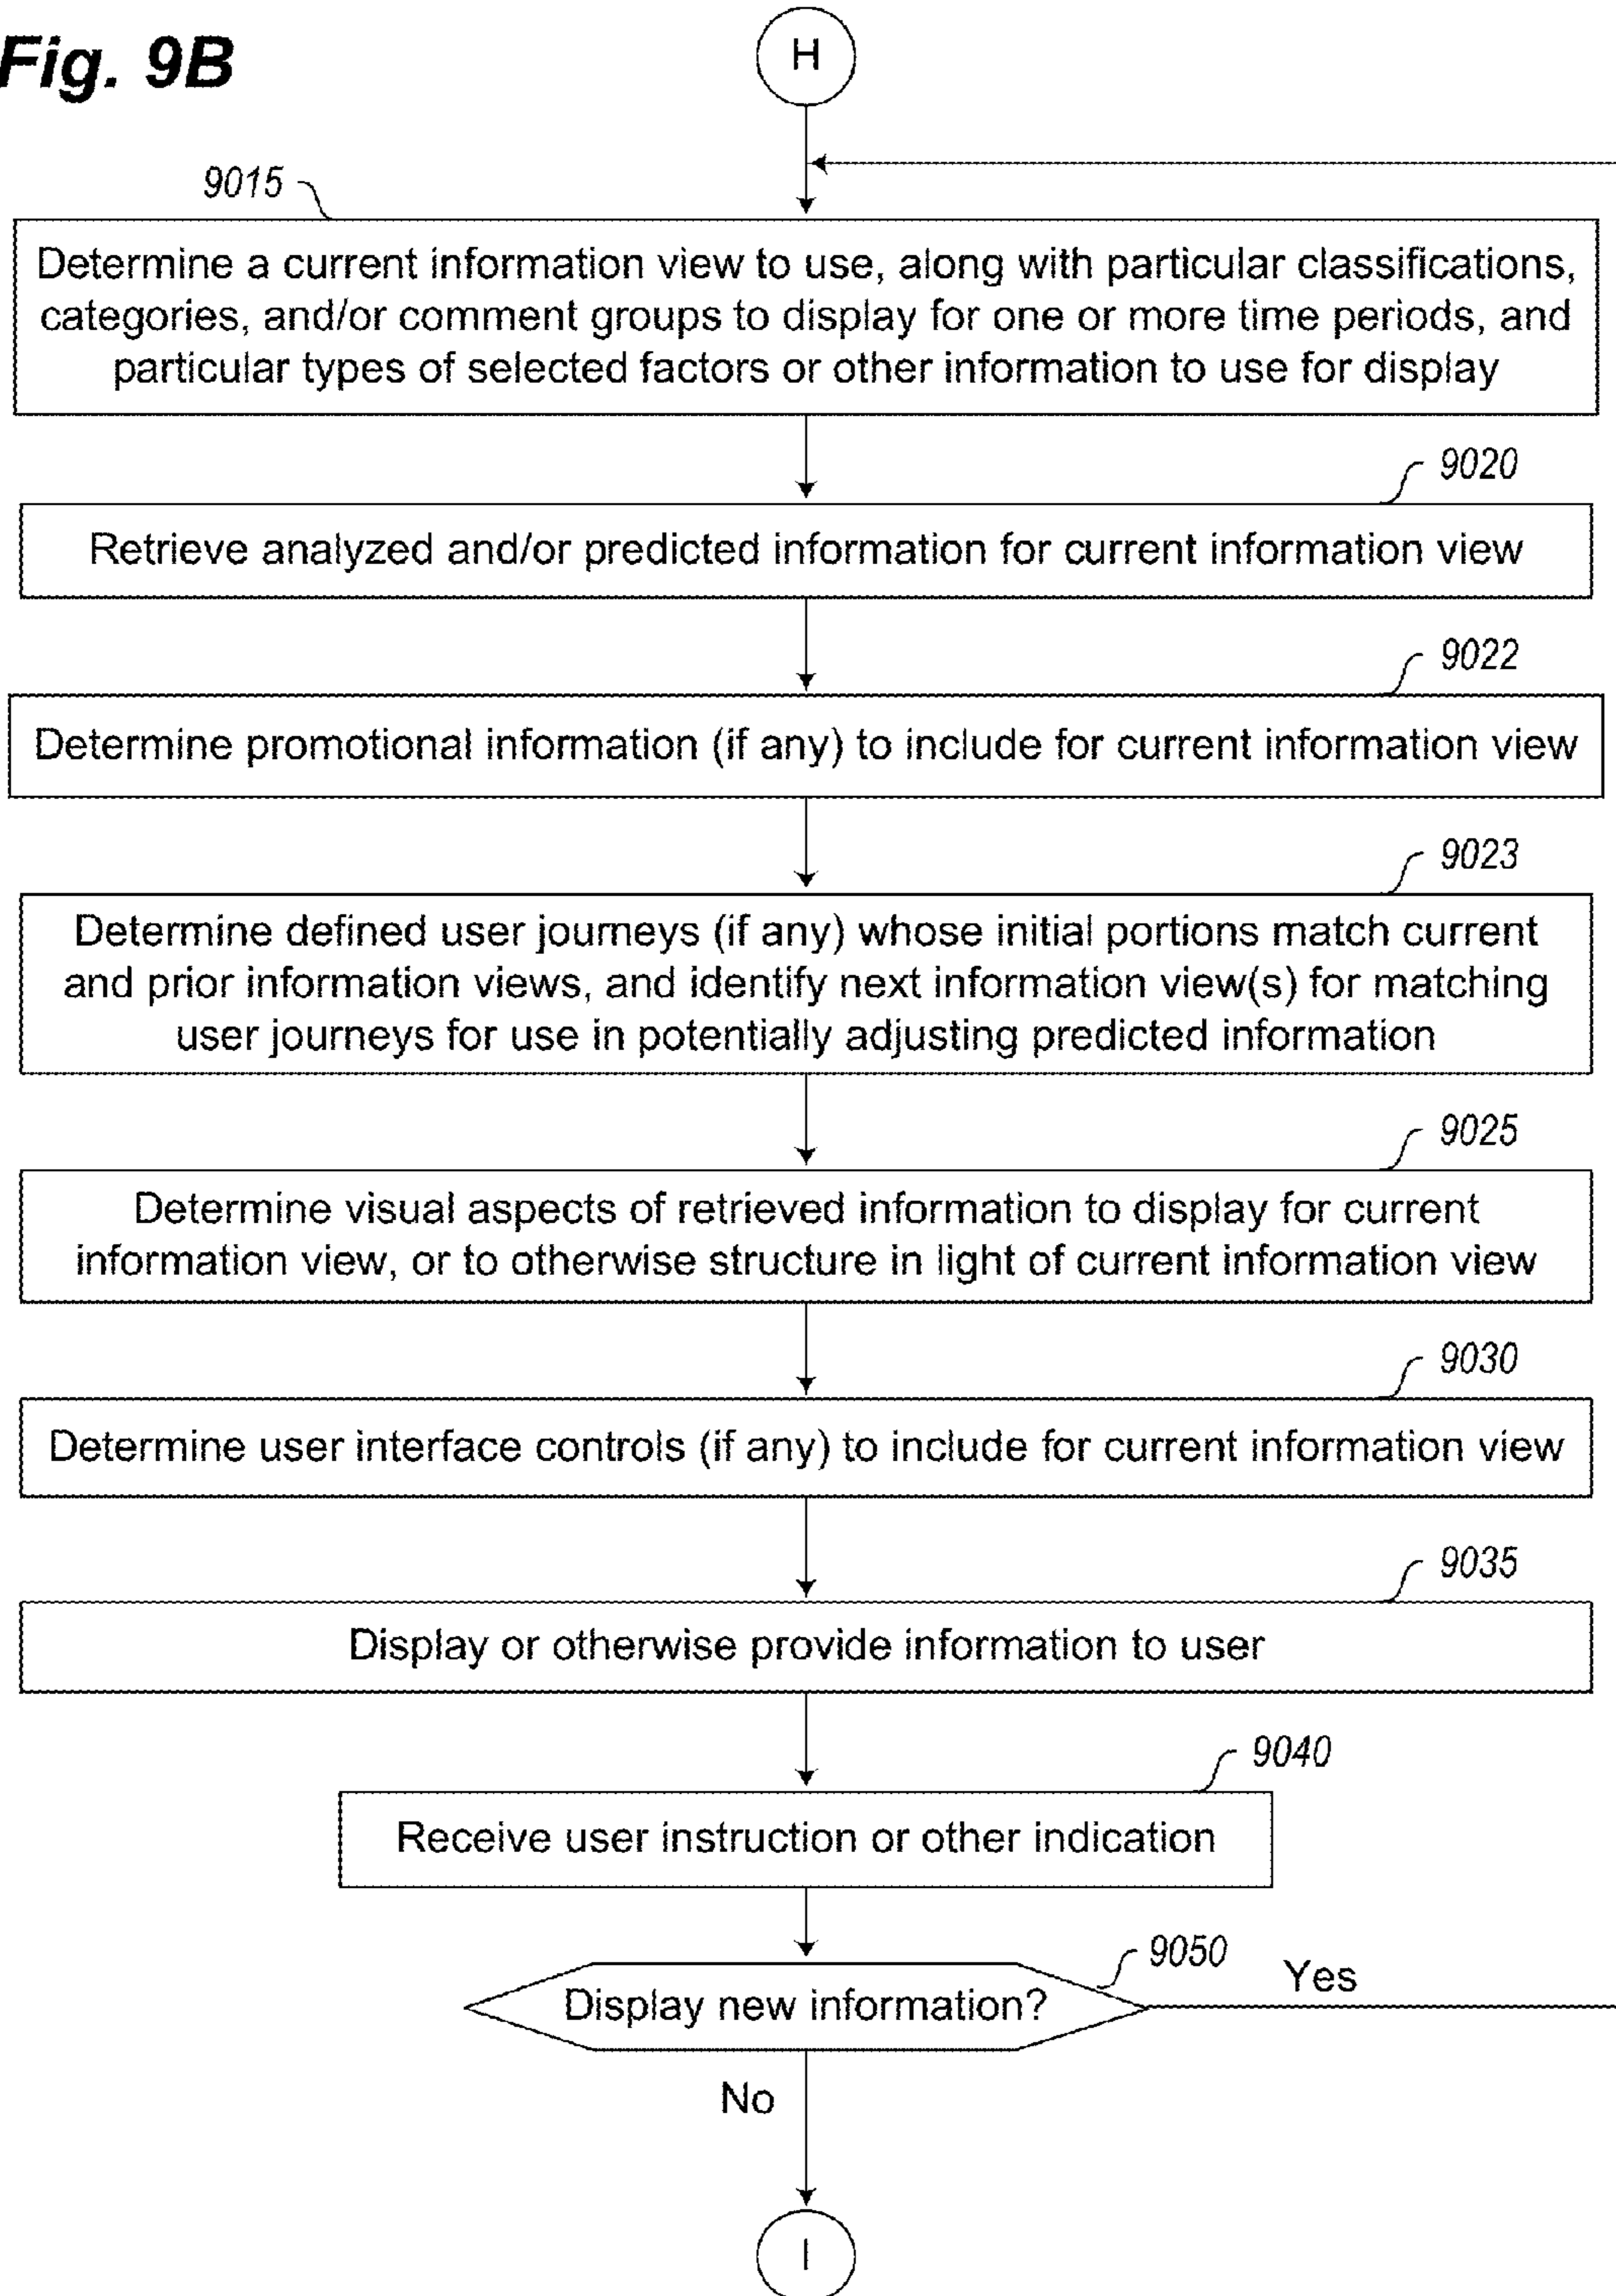 Fig. 9B
H
9015
Determine a current information view to use, along with particular classifications,
categories, and/or comment groups to display for one or more time periods, and
particular types of selected factors or other information to use for display
9020
Retrieve analyzed and/or predicted information for current information view
9022
Determine promotional information (if any) to include for current information view
9023
Determine defined user journeys (if any) whose initial portions match current
and prior information views, and identify next information view(s) for matching
user journeys for use in potentially adjusting predicted information
9025
Determine visual aspects of retrieved information to display for current
information view, or to otherwise structure in light of current information view
9030
Determine user interface controls (if any) to include for current information view
9035
Display or otherwise provide information to user
9040
Receive user instruction or other indication
9050
Display new information?
Yes
No
I